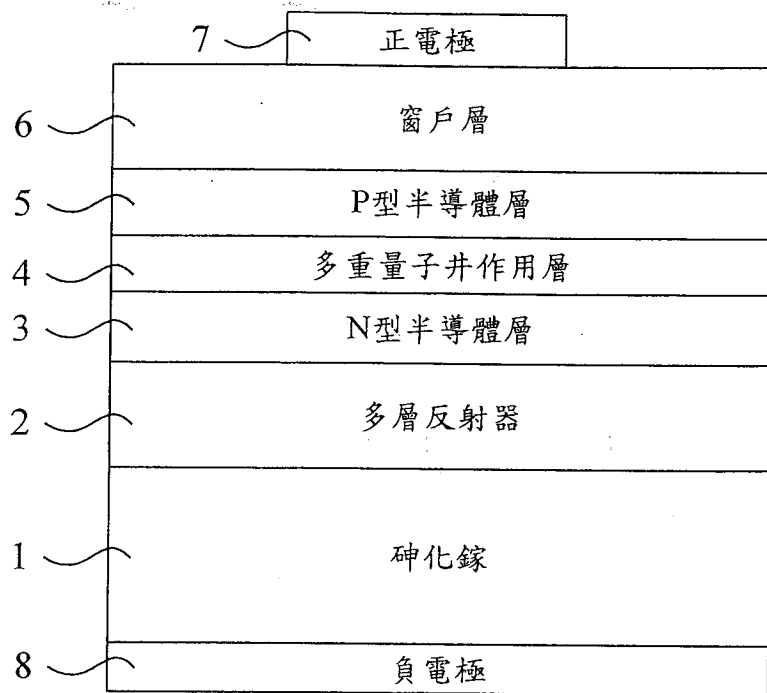 7 正電極
6 窗戶層
5 P型半導體層
4 多重量子井作用層
3 N型半導體層
2 多層反射器
1 砷化鎵
8 負電極